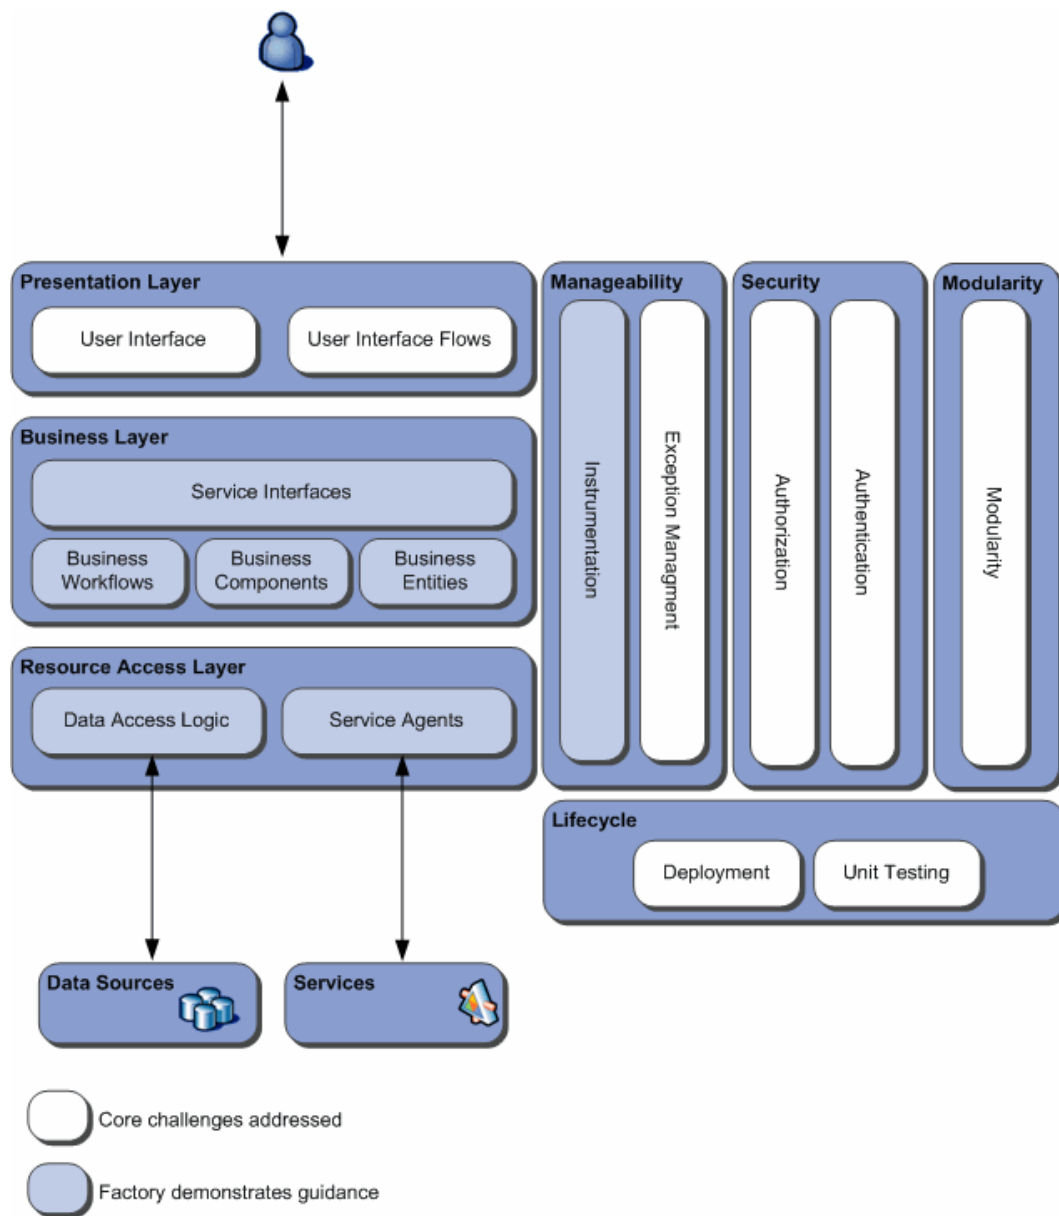 Presentation Layer
User Interface
User Interface Flows
Business Layer
Service Interfaces
Business
Workflows
Business
Components
Business
Entities
Resource Access Layer
Data Access Logic
Service Agents
Manageability
Instrumentation
Exception Managment
Security
Authorization
Authentication
Modularity
Modularity
Lifecycle
Deployment
Unit Testing
Data Sources
Services
Core challenges addressed
Factory demonstrates guidance